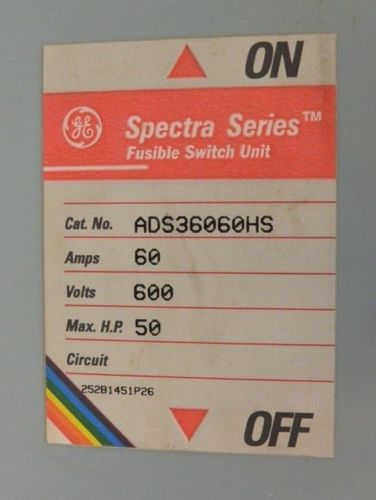 ON
GE
Spectra Series™
Fusible Switch Unit
Cat. No. ADS36060HS
Amps 60
Volts 600
Max. H.P. 50
Circuit
252B1451P26
OFF